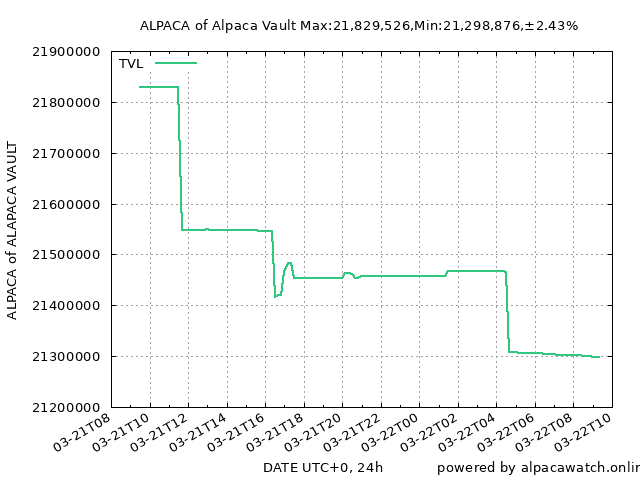 ALPACA of Alpaca Vault Max:21,829,526,Min:21,298,876,±2.43%
TVL
21900000
21800000
21700000
21600000
21500000
21400000
21300000
21200000
ALPACA of ALAPACA VAULT
03-21T08
03-21T10
03-21T12
03-21T14
03-21T16
03-21T18
03-21T20
03-21T22
03-22T00
03-22T02
03-22T04
03-22T06
03-22T08
03-22T10
DATE UTC+0, 24h
powered by alpacawatch.onlin